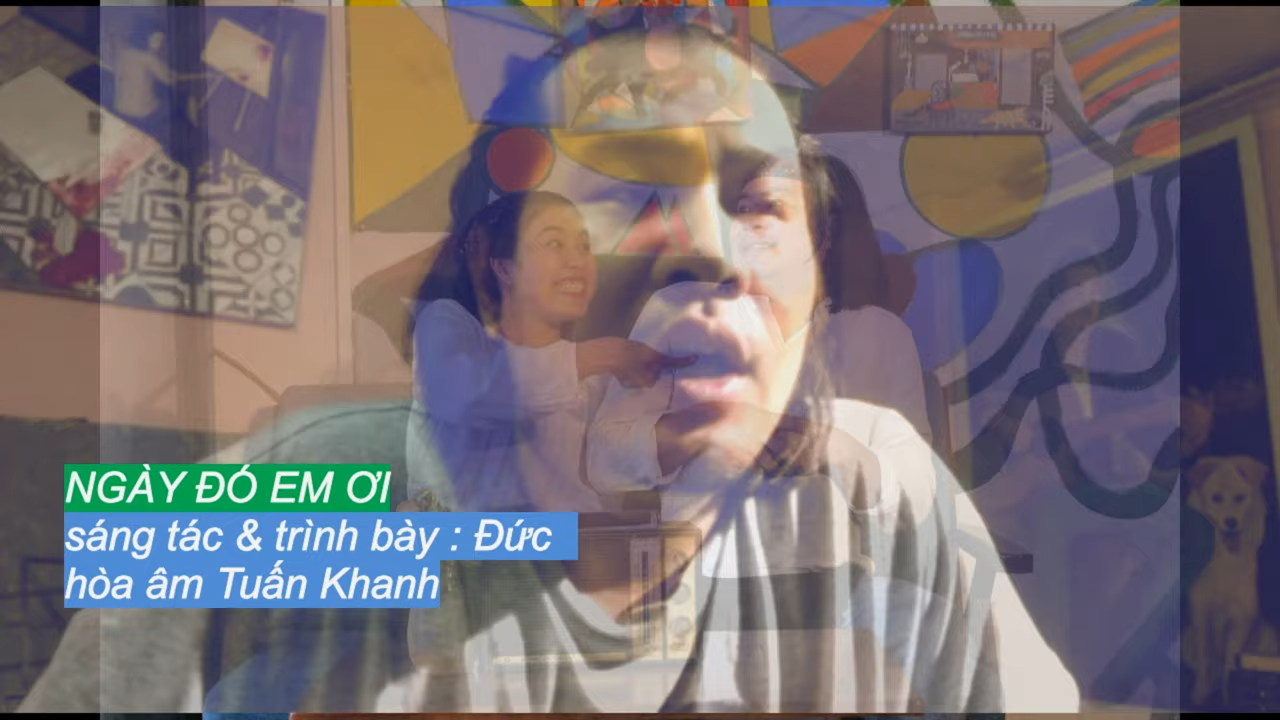 NGÀY ĐÓ EM ƠI
sáng tác & trình bày : Đức
hòa âm Tuấn Khanh